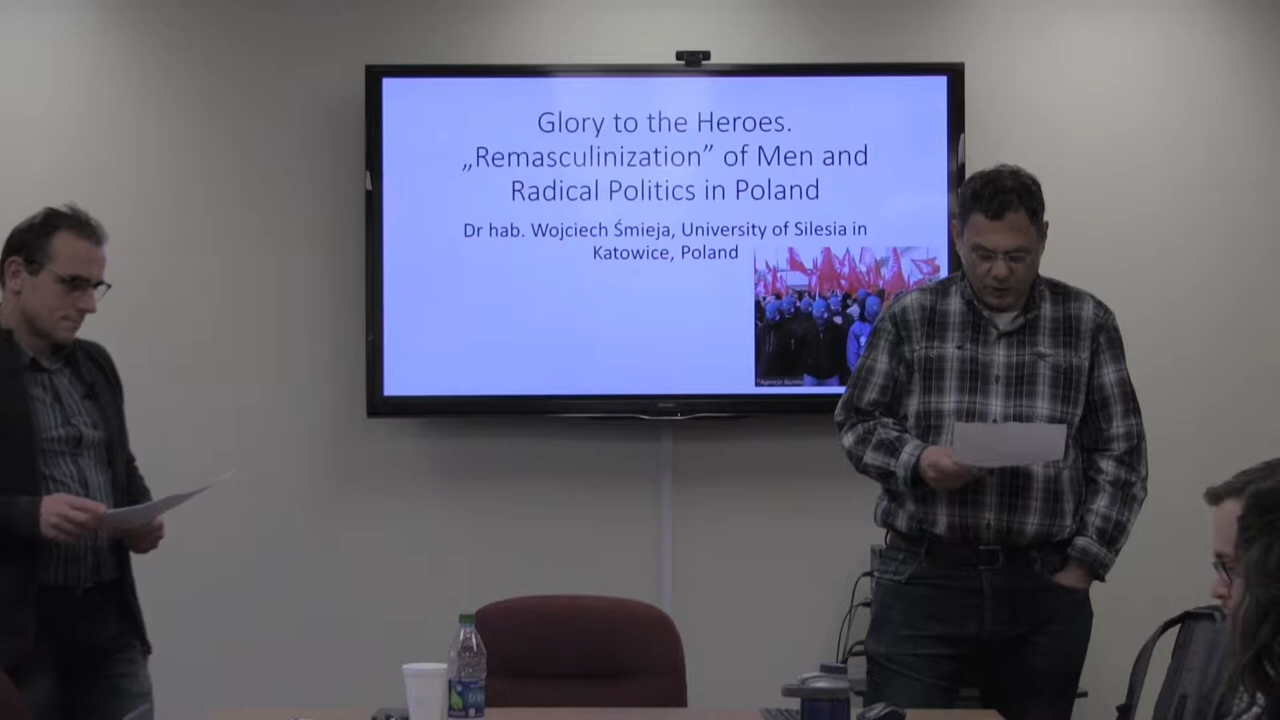 Glory to the Heroes.
„Remasculinization” of Men and
Radical Politics in Poland
Dr hab. Wojciech Śmieja, University of Silesia in
Katowice, Poland